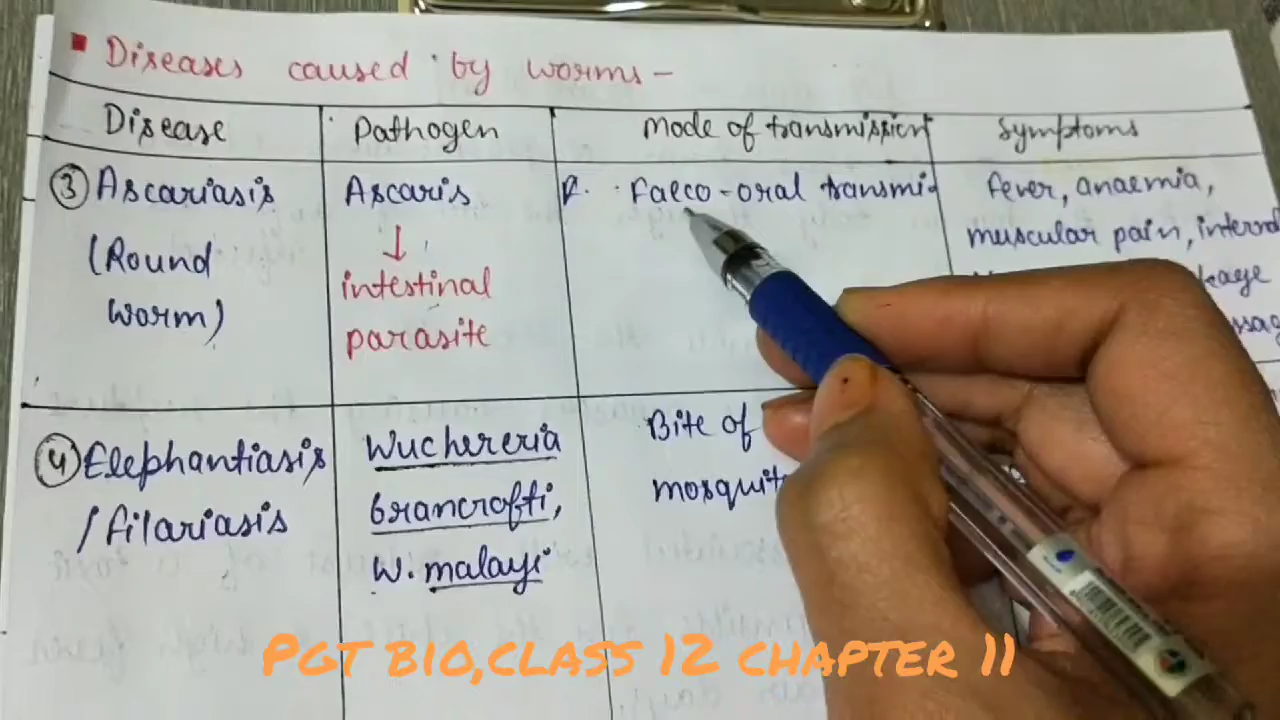 Diseases caused by worms -
Disease Pathogen Mode of transmission Symptoms
③ Ascariasis Ascaris Faeco-oral transmi fever, anaemia,
(Round muscular pain,
worm) intestinal
parasite
④ Elephantiasis Wuchereria Bite of
/filariasis brancrofti, mosquit
W. malayi
PGT BIO,CLASS 12 CHAPTER 11